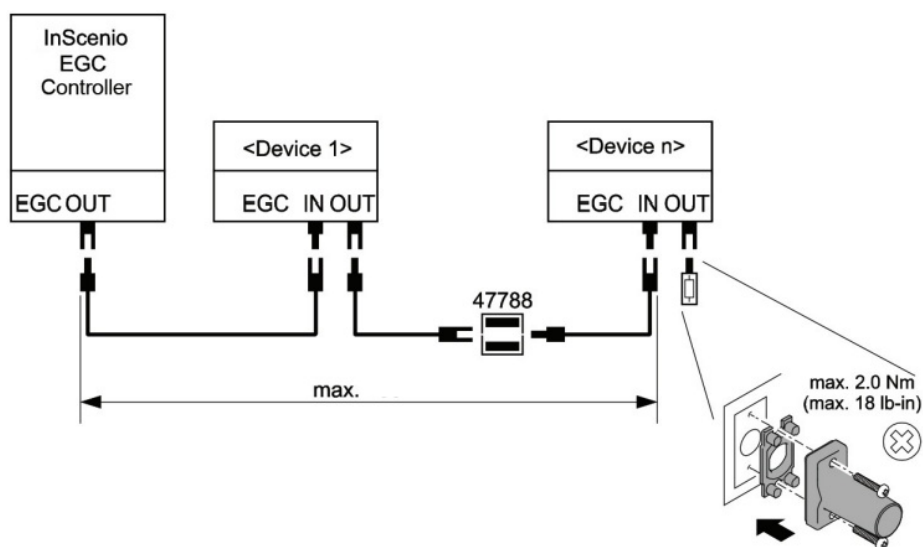 InScenio
EGC
Controller
<Device 1>
<Device n>
EGC OUT
EGC IN OUT
EGC IN OUT
47788
max.
max. 2.0 Nm
(max. 18 lb-in)